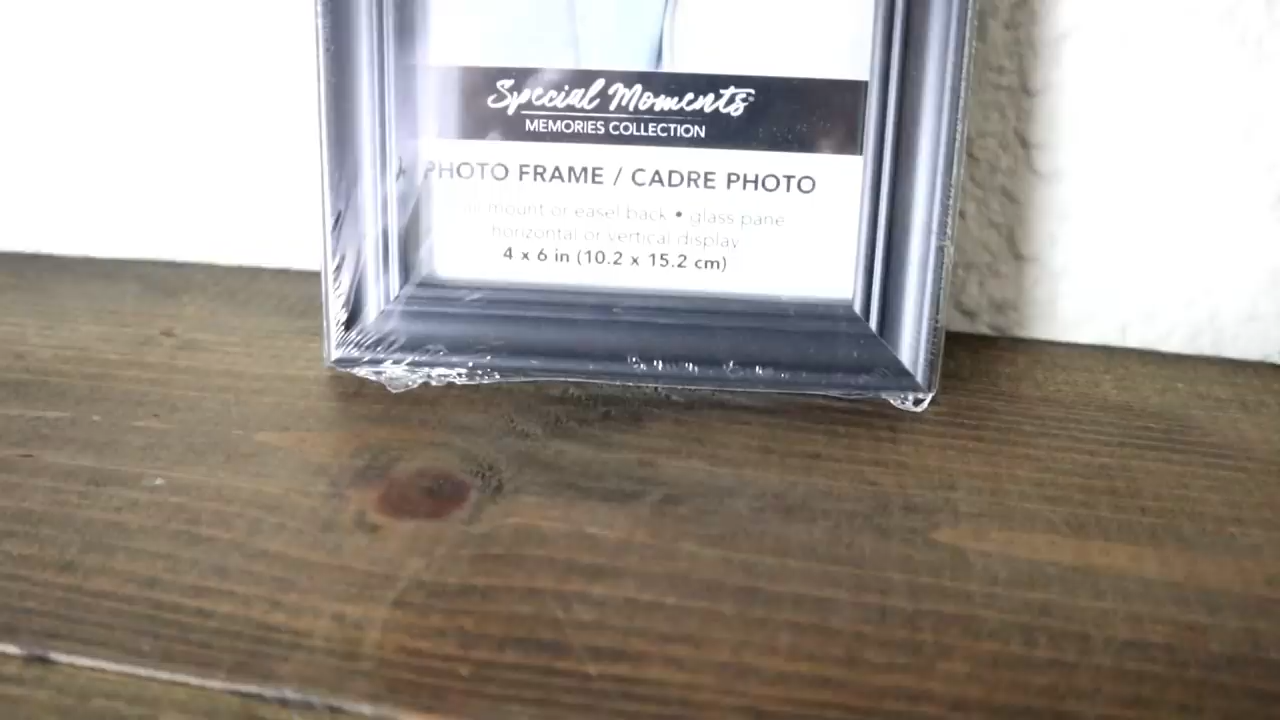 Special Moments®
MEMORIES COLLECTION
PHOTO FRAME / CADRE PHOTO
mount or easel back • glass pane
horizontal or vertical display
4 x 6 in (10.2 x 15.2 cm)